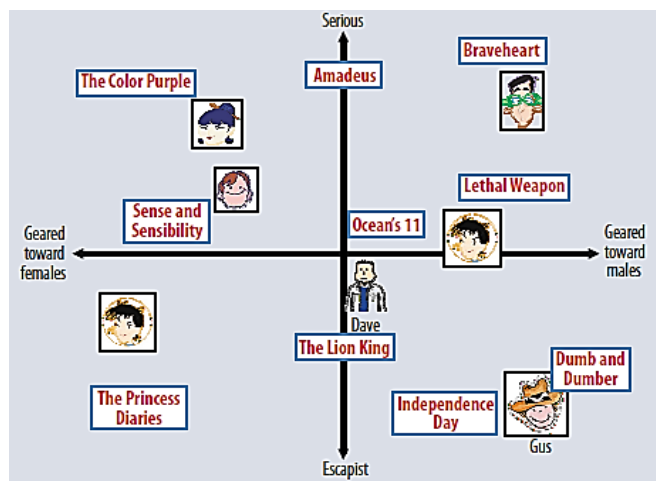 Serious
Braveheart
Amadeus
The Color Purple
Lethal Weapon
Sense and
Sensibility
Ocean's 11
Geared
toward
females
Geared
toward
males
Dave
The Lion King
Dumb and
Dumber
The Princess
Diaries
Independence
Day
Gus
Escapist